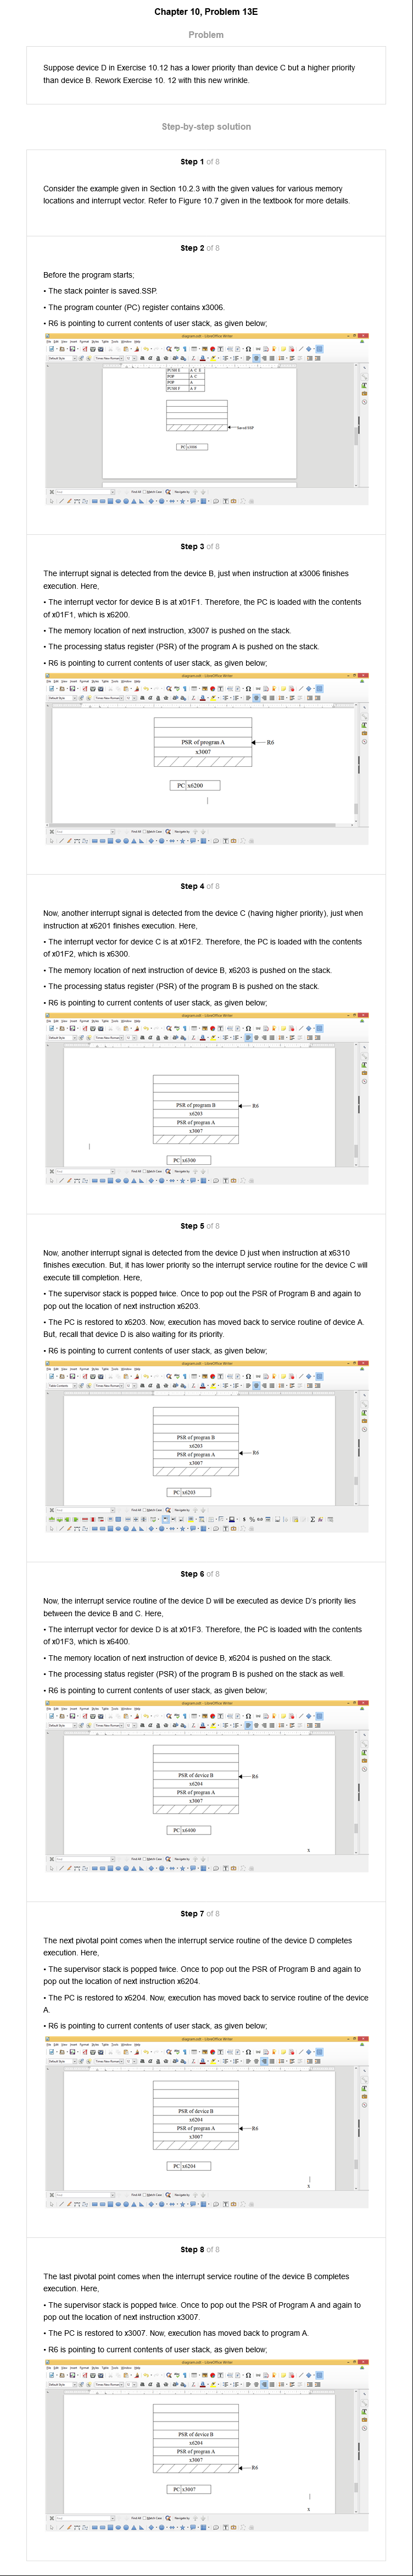 Chapter 10, Problem 13E
Problem
Suppose device D in Exercise 10.12 has a lower priority than device C but a higher priority
than device B. Rework Exercise 10. 12 with this new wrinkle.
Step-by-step solution
Step 1 of 8
Consider the example given in Section 10.2.3 with the given values for various memory
locations and interrupt vector. Refer to Figure 10.7 given in the textbook for more details.
Step 2 of 8
Before the program starts;
• The stack pointer is saved.SSP.
• The program counter (PC) register contains x3006.
• R6 is pointing to current contents of user stack, as given below;
PUSH E A C E
POP A C
POP A
PUSH F A F
Saved SSP
PC x3006
Step 3 of 8
The interrupt signal is detected from the device B, just when instruction at x3006 finishes
execution. Here,
• The interrupt vector for device B is at x01F1. Therefore, the PC is loaded with the contents
of x01F1, which is x6200.
• The memory location of next instruction, x3007 is pushed on the stack.
• The processing status register (PSR) of the program A is pushed on the stack.
• R6 is pointing to current contents of user stack, as given below;
PSR of program A
R6
x3007
PC x6200
Step 4 of 8
Now, another interrupt signal is detected from the device C (having higher priority), just when
instruction at x6201 finishes execution. Here,
• The interrupt vector for device C is at x01F2. Therefore, the PC is loaded with the contents
of x01F2, which is x6300.
• The memory location of next instruction of device B, x6203 is pushed on the stack.
• The processing status register (PSR) of the program B is pushed on the stack.
• R6 is pointing to current contents of user stack, as given below;
PSR of program B
R6
x6203
PSR of program A
x3007
PC x6300
Step 5 of 8
Now, another interrupt signal is detected from the device D just when instruction at x6310
finishes execution. But, it has lower priority so the interrupt service routine for the device C will
execute till completion. Here,
• The supervisor stack is popped twice. Once to pop out the PSR of Program B and again to
pop out the location of next instruction x6203.
• The PC is restored to x6203. Now, execution has moved back to service routine of device A.
But, recall that device D is also waiting for its priority.
• R6 is pointing to current contents of user stack, as given below;
PSR of program B
x6203
PSR of program A
R6
x3007
PC x6203
Step 6 of 8
Now, the interrupt service routine of the device D will be executed as device D's priority lies
between the device B and C. Here,
• The interrupt vector for device D is at x01F3. Therefore, the PC is loaded with the contents
of x01F3, which is x6400.
• The memory location of next instruction of device B, x6204 is pushed on the stack.
• The processing status register (PSR) of the program B is pushed on the stack as well.
• R6 is pointing to current contents of user stack, as given below;
PSR of device B
R6
x6204
PSR of program A
x3007
PC x6400
x
Step 7 of 8
The next pivotal point comes when the interrupt service routine of the device D completes
execution. Here,
• The supervisor stack is popped twice. Once to pop out the PSR of Program B and again to
pop out the location of next instruction x6204.
• The PC is restored to x6204. Now, execution has moved back to service routine of the device
A.
• R6 is pointing to current contents of user stack, as given below;
PSR of device B
x6204
PSR of program A
R6
x3007
PC x6204
x
Step 8 of 8
The last pivotal point comes when the interrupt service routine of the device B completes
execution. Here,
• The supervisor stack is popped twice. Once to pop out the PSR of Program A and again to
pop out the location of next instruction x3007.
• The PC is restored to x3007. Now, execution has moved back to program A.
• R6 is pointing to current contents of user stack, as given below;
PSR of device B
x6204
PSR of program A
x3007
R6
PC x3007
x